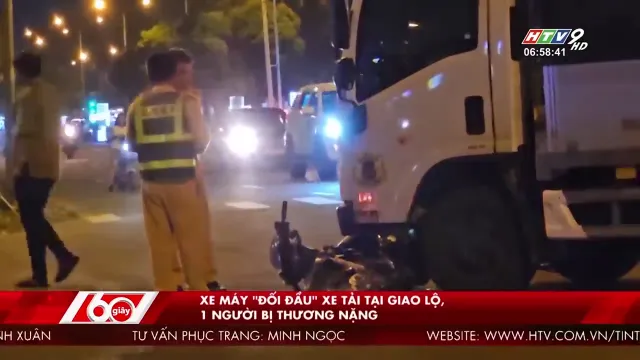 HTV9 HD
06:58:41
XE MÁY "ĐỐI ĐẦU" XE TẢI TẠI GIAO LỘ,
1 NGƯỜI BỊ THƯƠNG NẶNG
60 giây
NH XUÂN TƯ VẤN PHỤC TRANG: MINH NGỌC WEBSITE: WWW.HTV.COM.VN/TINT